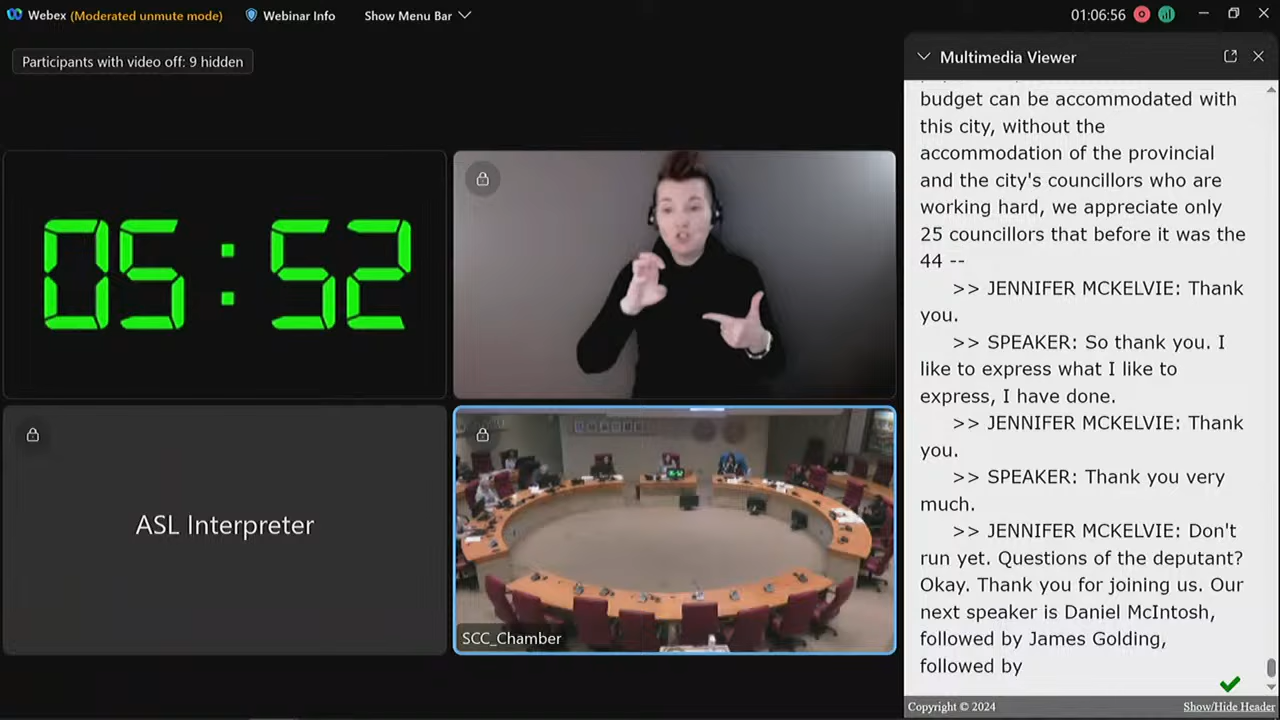 Webex (Moderated unmute mode) Webinar Info Show Menu Bar 01:06:56
Participants with video off: 9 hidden
05:52
ASL Interpreter
SCC_Chamber
Multimedia Viewer
budget can be accommodated with
this city, without the
accommodation of the provincial
and the city's councillors who are
working hard, we appreciate only
25 councillors that before it was the
44 --
>> JENNIFER MCKELVIE: Thank
you.
>> SPEAKER: So thank you. I
like to express what I like to
express, I have done.
>> JENNIFER MCKELVIE: Thank
you.
>> SPEAKER: Thank you very
much.
>> JENNIFER MCKELVIE: Don't
run yet. Questions of the deputant?
Okay. Thank you for joining us. Our
next speaker is Daniel McIntosh,
followed by James Golding,
followed by
Copyright © 2024 Show/Hide Header